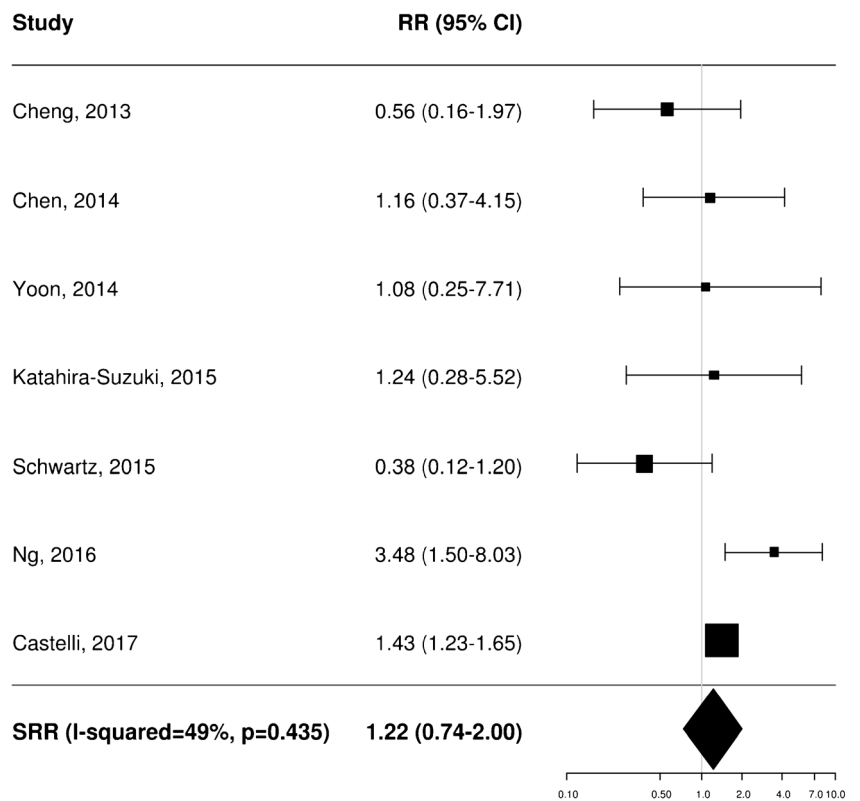 Study RR (95% CI)
Cheng, 2013 0.56 (0.16-1.97)
Chen, 2014 1.16 (0.37-4.15)
Yoon, 2014 1.08 (0.25-7.71)
Katahira-Suzuki, 2015 1.24 (0.28-5.52)
Schwartz, 2015 0.38 (0.12-1.20)
Ng, 2016 3.48 (1.50-8.03)
Castelli, 2017 1.43 (1.23-1.65)
SRR (I-squared=49%, p=0.435) 1.22 (0.74-2.00)
0.10 0.50 1.0 2.0 4.0 7.0 10.0